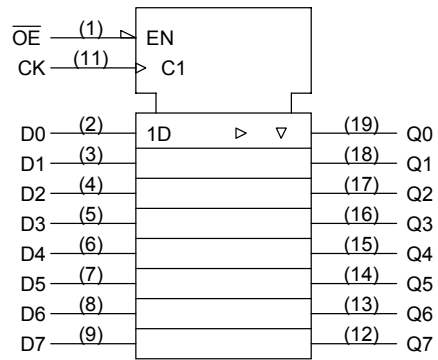 O̅E̅ (1) EN
CK (11) C1
D0 (2) 1D (19) Q0
D1 (3) (18) Q1
D2 (4) (17) Q2
D3 (5) (16) Q3
D4 (6) (15) Q4
D5 (7) (14) Q5
D6 (8) (13) Q6
D7 (9) (12) Q7